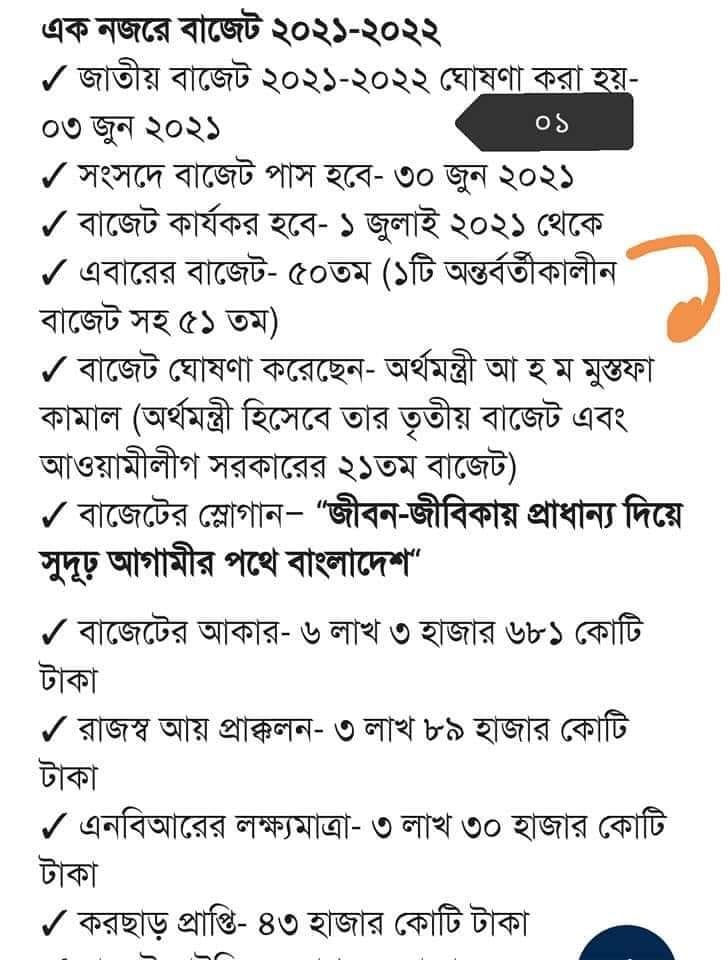 এক নজরে বাজেট ২০২১-২০২২
✓ জাতীয় বাজেট ২০২১-২০২২ ঘোষণা করা হয়-
০৩ জুন ২০২১
০১
✓ সংসদে বাজেট পাস হবে- ৩০ জুন ২০২১
✓ বাজেট কার্যকর হবে- ১ জুলাই ২০২১ থেকে
✓ এবারের বাজেট- ৫০তম (১টি অন্তর্বর্তীকালীন
বাজেট সহ ৫১ তম)
✓ বাজেট ঘোষণা করেছেন- অর্থমন্ত্রী আ হ ম মুস্তফা
কামাল (অর্থমন্ত্রী হিসেবে তার তৃতীয় বাজেট এবং
আওয়ামীলীগ সরকারের ২১তম বাজেট)
✓ বাজেটের স্লোগান– “জীবন-জীবিকায় প্রাধান্য দিয়ে
সুদৃঢ় আগামীর পথে বাংলাদেশ“
✓ বাজেটের আকার- ৬ লাখ ৩ হাজার ৬৮১ কোটি
টাকা
✓ রাজস্ব আয় প্রাক্কলন- ৩ লাখ ৮৯ হাজার কোটি
টাকা
✓ এনবিআরের লক্ষ্যমাত্রা- ৩ লাখ ৩০ হাজার কোটি
টাকা
✓ করছাড় প্রাপ্তি- ৪৩ হাজার কোটি টাকা